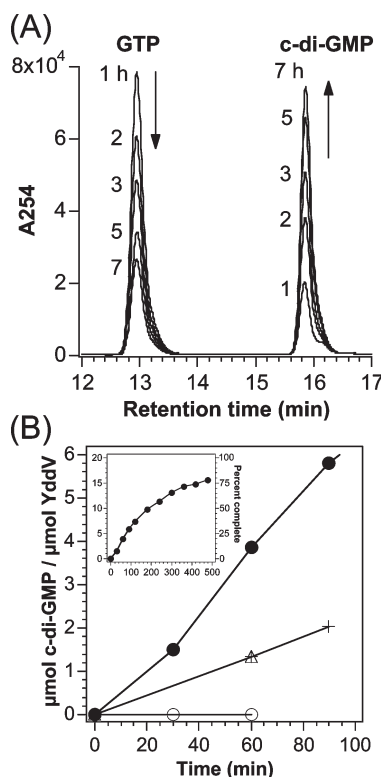 (A)
GTP
c-di-GMP
8x10⁴
1 h
7 h
2
5
6
3
3
4
5
2
7
2
1
0
A254
12 13 14 15 16 17
Retention time (min)
(B)
6
5
4
3
2
1
0
µmol c-di-GMP / µmol YddV
20
15
10
5
0
100
75
50
25
0
Percent complete
0 100 200 300 400 500
0 20 40 60 80 100
Time (min)